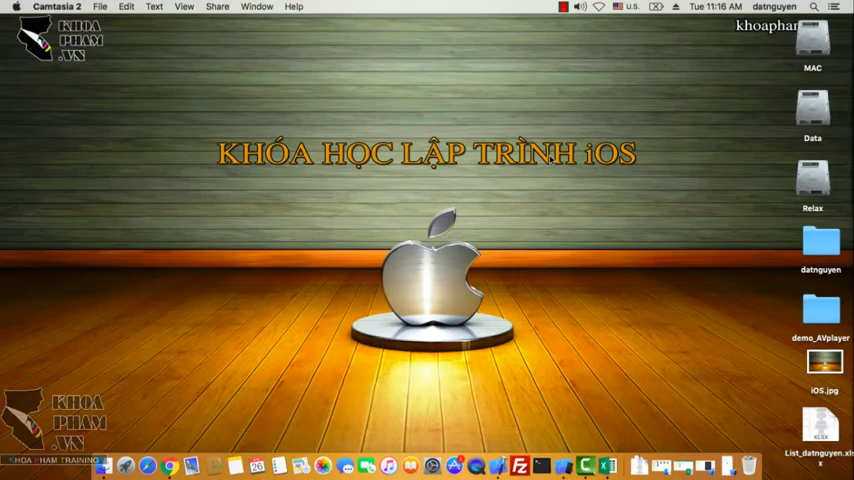 Camtasia 2 File Edit Text View Share Window Help U.S. Tue 11:16 AM datnguyen
KHOA
PHAM
.VN
khoapham
MAC
Data
KHÓA HỌC LẬP TRÌNH iOS
Relax
datnguyen
demo_AVplayer
iOS.jpg
XLSX
List_datnguyen.xls
x
KHOA
PHAM
.VN
KHOA PHAM TRAINING
26